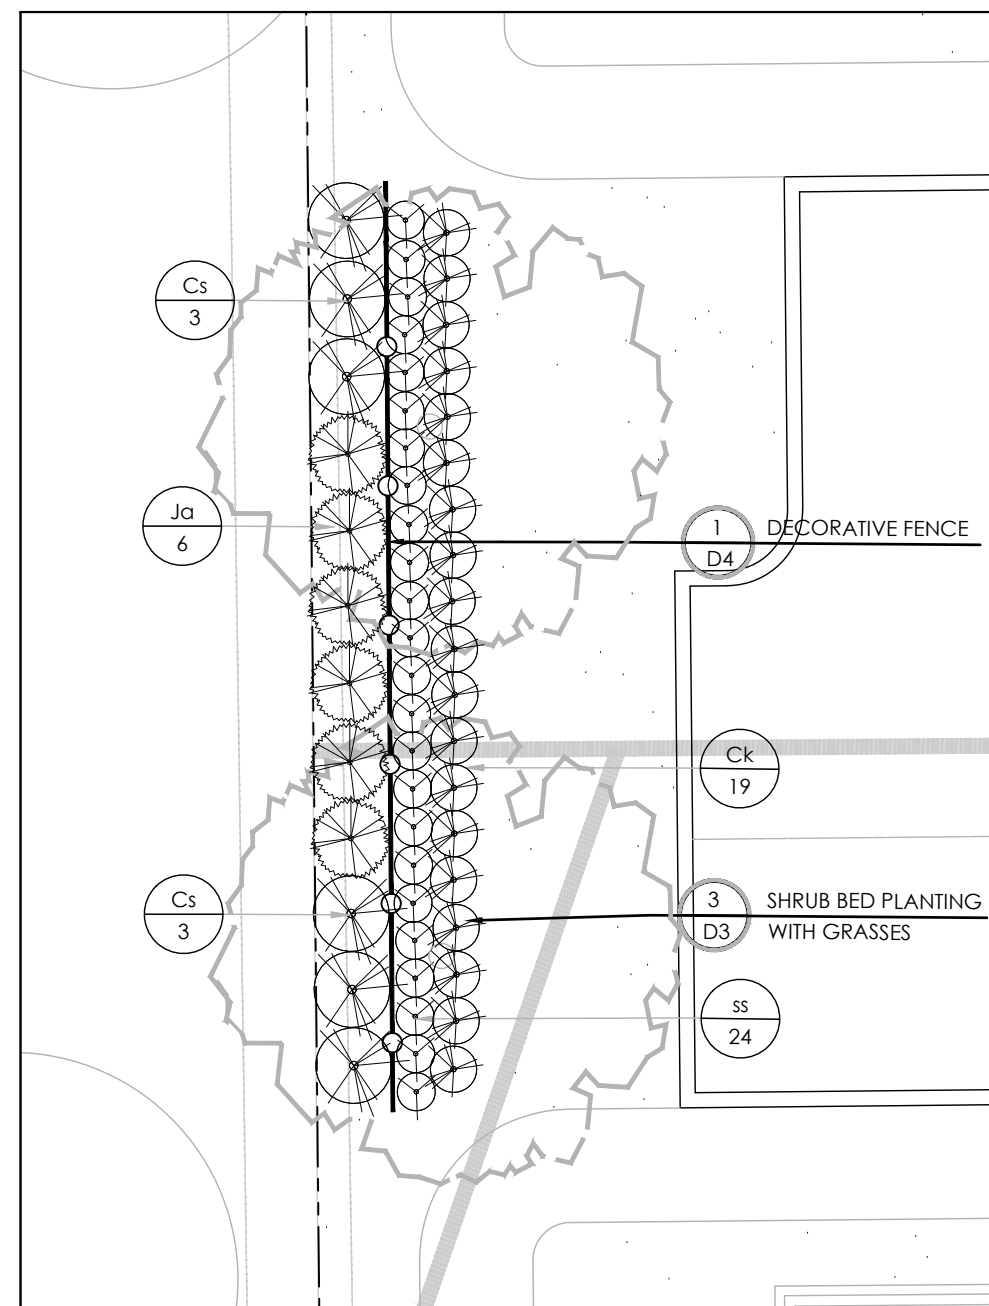 Cs
3
Ja
6
1
D4
DECORATIVE FENCE
Ck
19
Cs
3
3
D3
SHRUB BED PLANTING
WITH GRASSES
ss
24